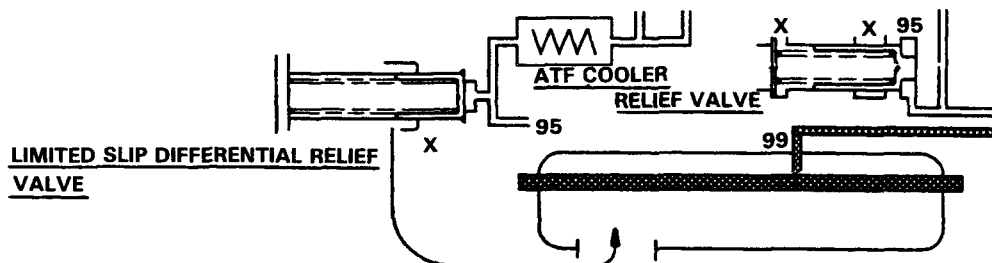 X
X
95
ATF COOLER
RELIEF VALVE
95
X
99
LIMITED SLIP DIFFERENTIAL RELIEF
VALVE